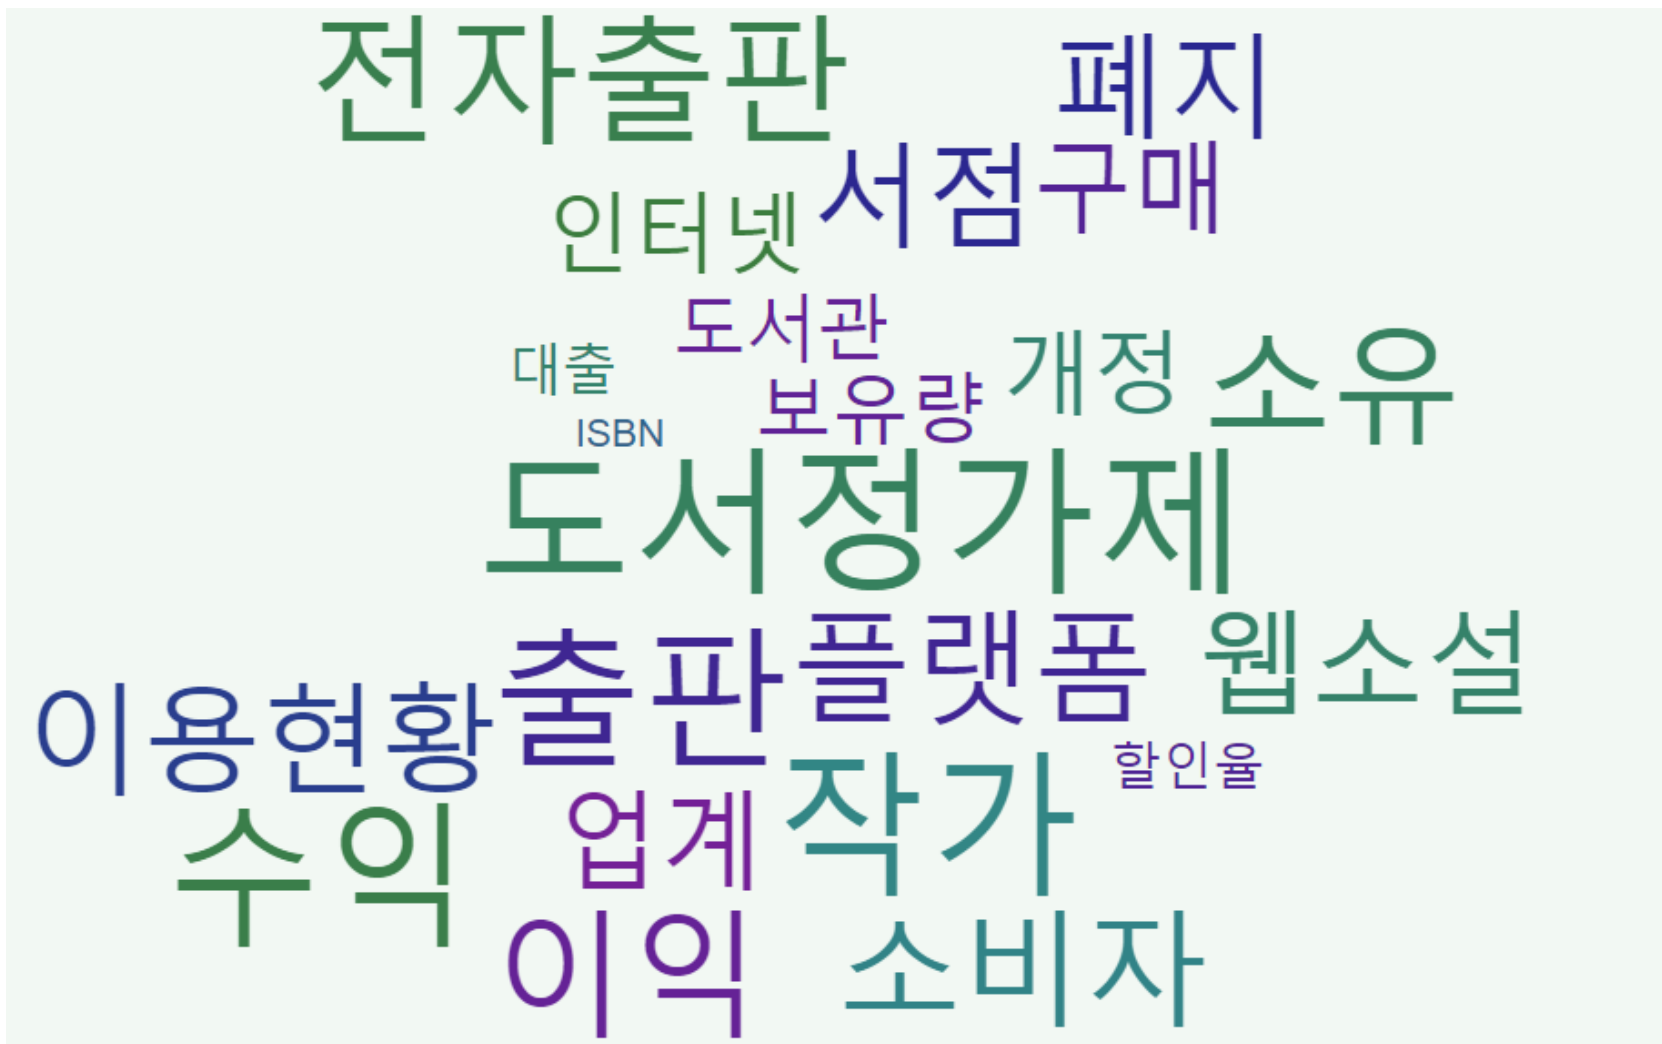 전자출판
폐지
서점
구매
인터넷
도서관
대출
개정
소유
보유량
ISBN
도서정가제
출판
플랫폼
웹소설
이용현황
할인율
작가
업계
수익
이익
소비자